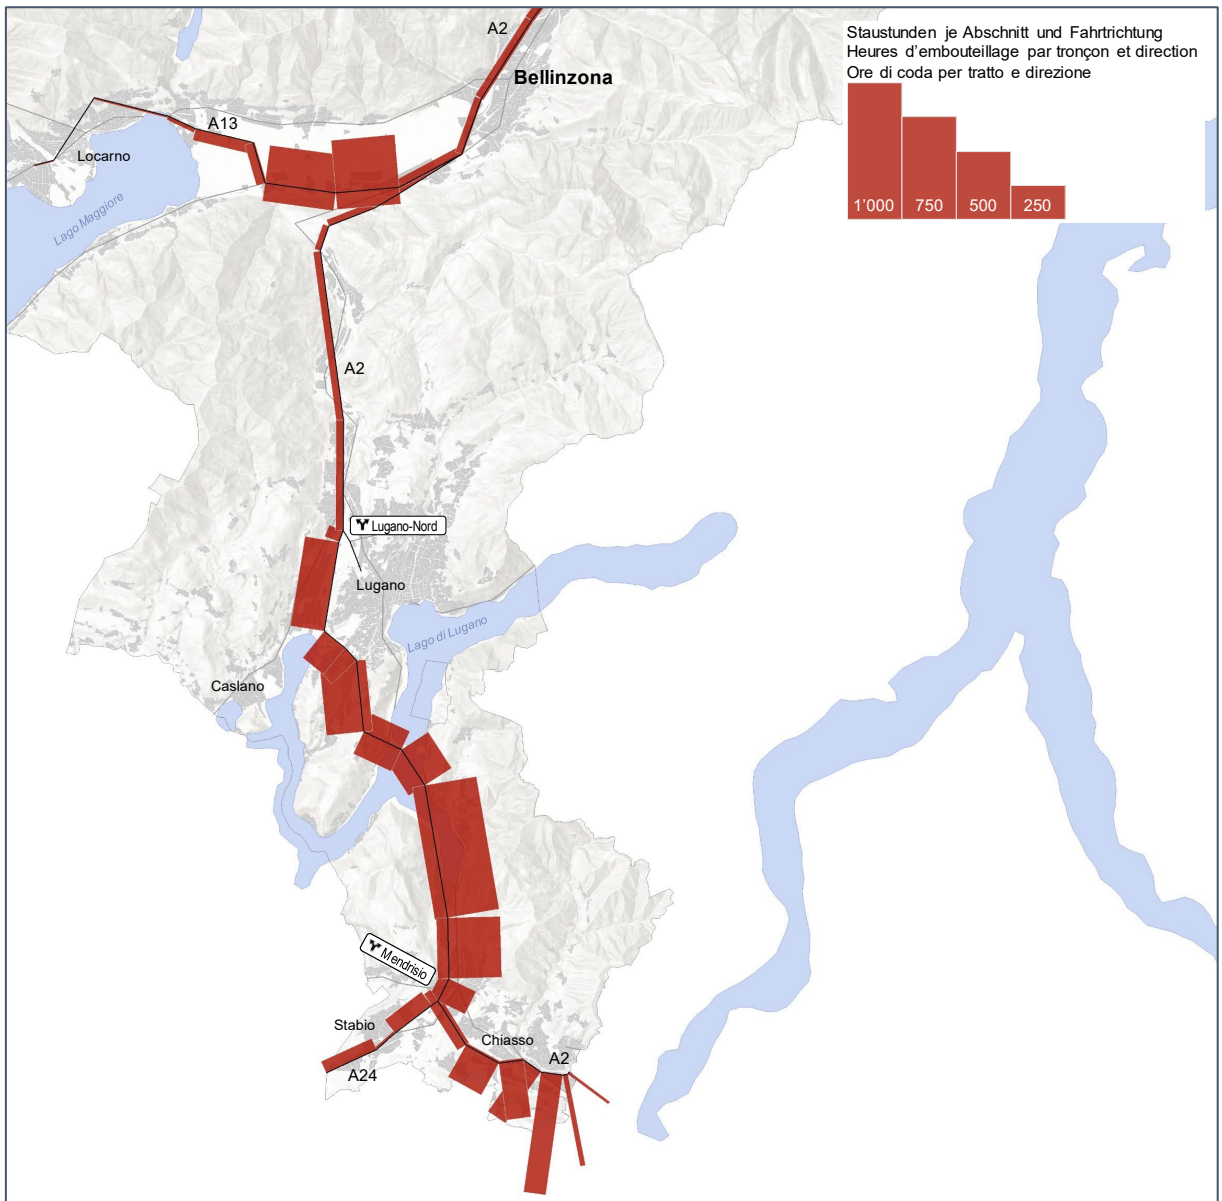 A2
Bellinzona
Staustunden je Abschnitt und Fahrtrichtung
Heures d'embouteillage par tronçon et direction
Ore di coda per tratto e direzione
1'000
750
500
250
A13
Locarno
Lago Maggiore
A2
Lugano-Nord
Lugano
Lago di Lugano
Caslano
Mendrisio
Stabio
Chiasso
A2
A24